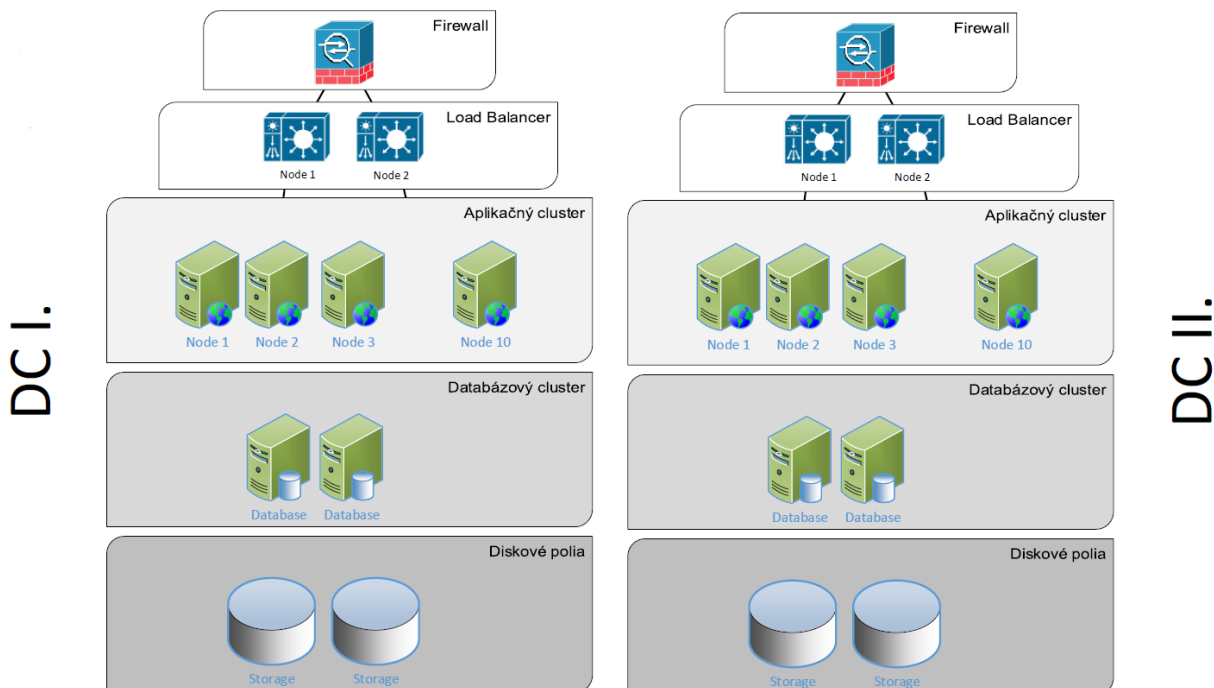 DC I.
Firewall
Load Balancer
Node 1 Node 2
Aplikačný cluster
Node 1 Node 2 Node 3 Node 10
Databázový cluster
Database Database
Diskové polia
Storage Storage
Firewall
Load Balancer
Node 1 Node 2
Aplikačný cluster
Node 1 Node 2 Node 3 Node 10
Databázový cluster
Database Database
Diskové polia
Storage Storage
DC II.